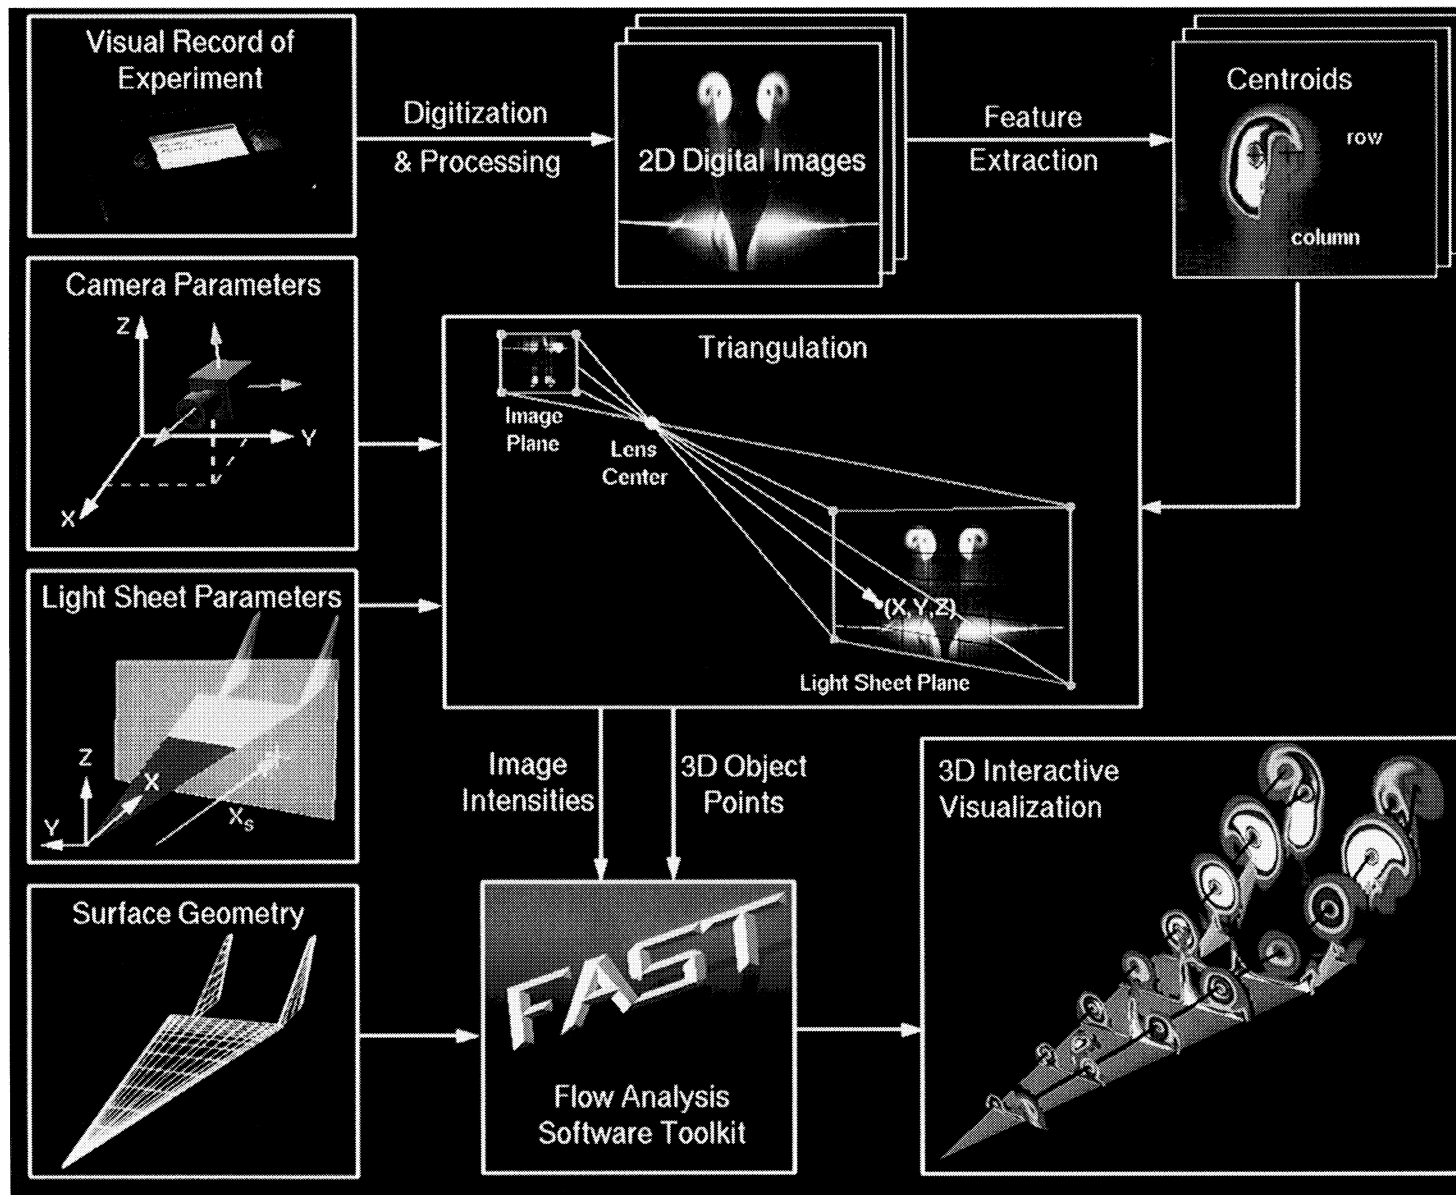 Visual Record of
Experiment
Digitization
& Processing
2D Digital Images
Feature
Extraction
Centroids
row
column
Camera Parameters
Z
Y
X
Triangulation
Image
Plane
Lens
Center
(X,Y,Z)
Light Sheet Plane
Light Sheet Parameters
Z
X
Y
Xs
Image
Intensities
3D Object
Points
3D Interactive
Visualization
Surface Geometry
FAST
Flow Analysis
Software Toolkit